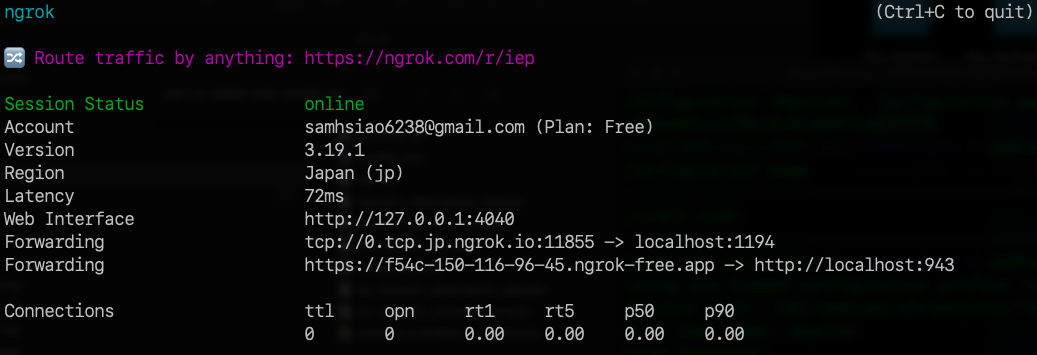 ngrok (Ctrl+C to quit)
🔀 Route traffic by anything: https://ngrok.com/r/iep
Session Status online
Account samhsiao6238@gmail.com (Plan: Free)
Version 3.19.1
Region Japan (jp)
Latency 72ms
Web Interface http://127.0.0.1:4040
Forwarding tcp://0.tcp.jp.ngrok.io:11855 -> localhost:1194
Forwarding https://f54c-150-116-96-45.ngrok-free.app -> http://localhost:943
Connections ttl opn rt1 rt5 p50 p90
0 0 0.00 0.00 0.00 0.00